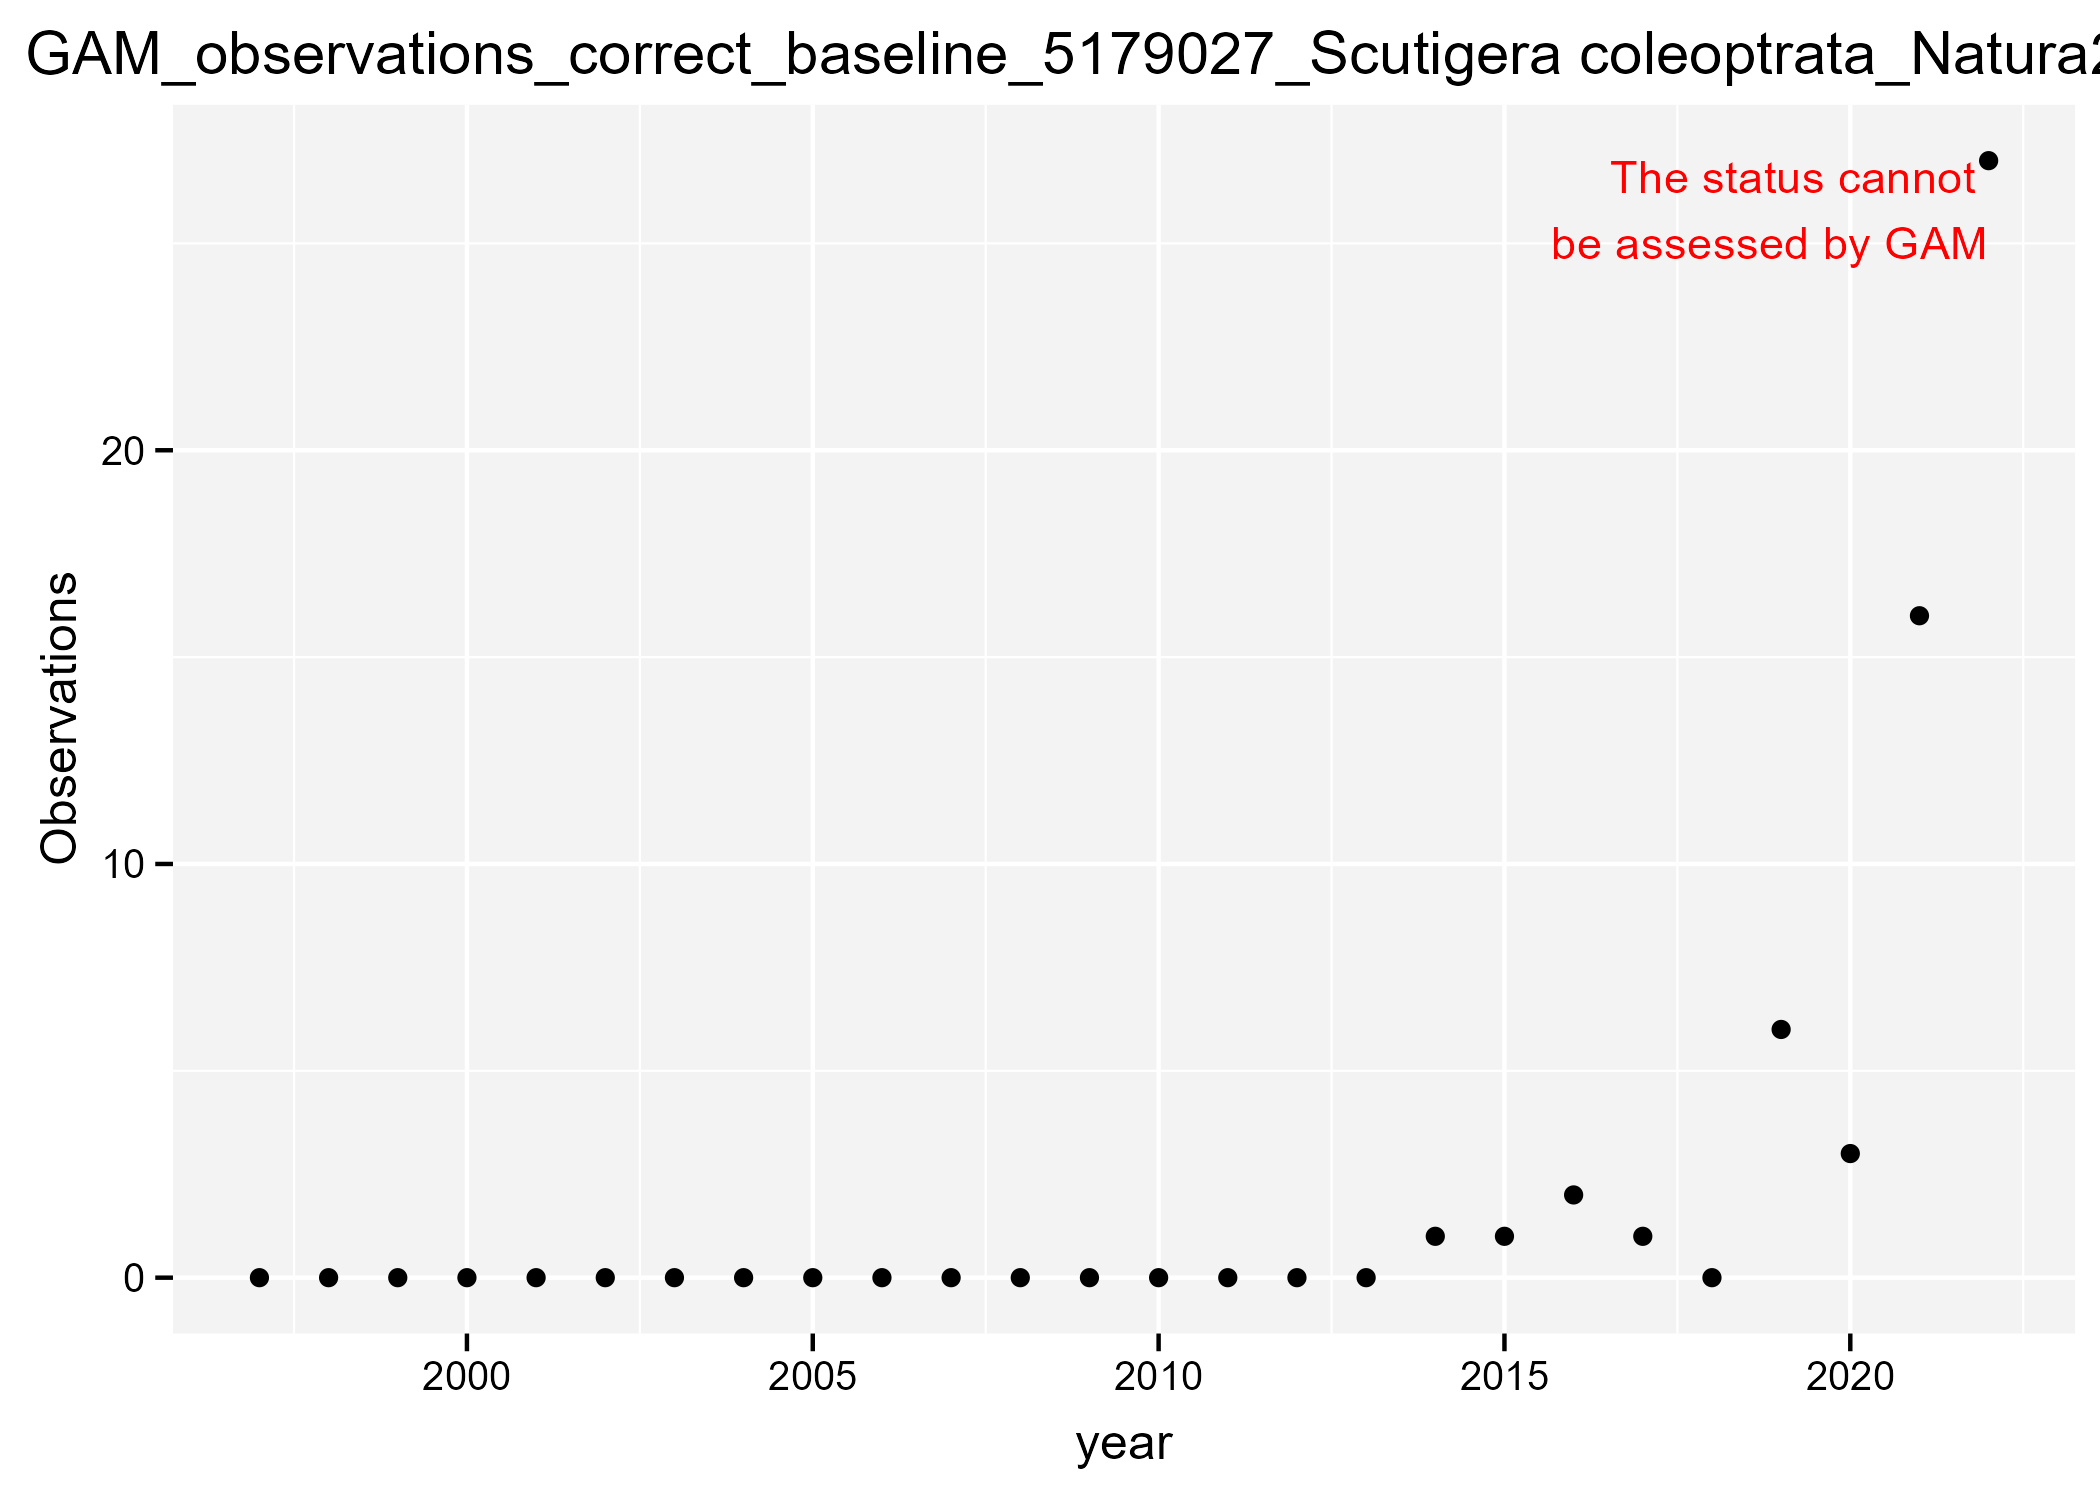 GAM_observations_correct_baseline_5179027_Scutigera coleoptrata_Natura2
The status cannot
be assessed by GAM
20
10
0
Observations
2000 2005 2010 2015 2020
year